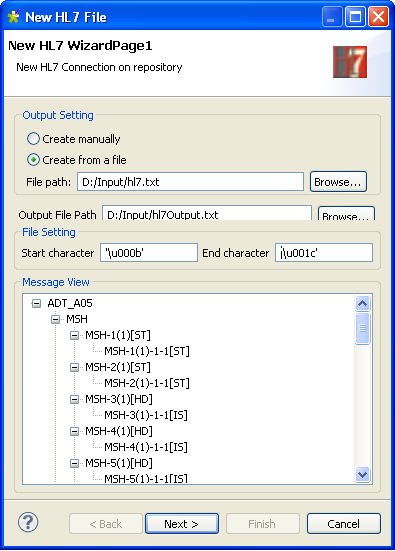 New HL7 File
New HL7 WizardPage1
New HL7 Connection on repository
Output Setting
Create manually
Create from a file
File path: D:/Input/hl7.txt Browse...
Output File Path D:/Input/hl7Output.txt Browse...
File Setting
Start character '\u000b' End character '\u001c'
Message View
ADT_A05
MSH
MSH-1(1)[ST]
MSH-1(1)-1-1[ST]
MSH-2(1)[ST]
MSH-2(1)-1-1[ST]
MSH-3(1)[HD]
MSH-3(1)-1-1[IS]
MSH-4(1)[HD]
MSH-4(1)-1-1[IS]
MSH-5(1)[HD]
MSH-5(1)-1-1[IS]
< Back Next > Finish Cancel